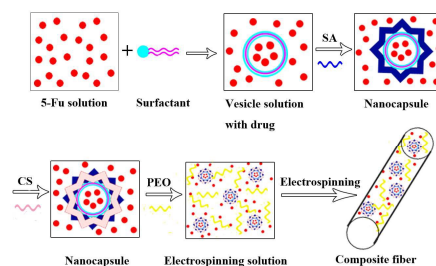 SA
5-Fu solution
Surfactant
Vesicle solution
with drug
Nanocapsule
CS
PEO
Electrospinning
Nanocapsule
Electrospinning solution
Composite fiber